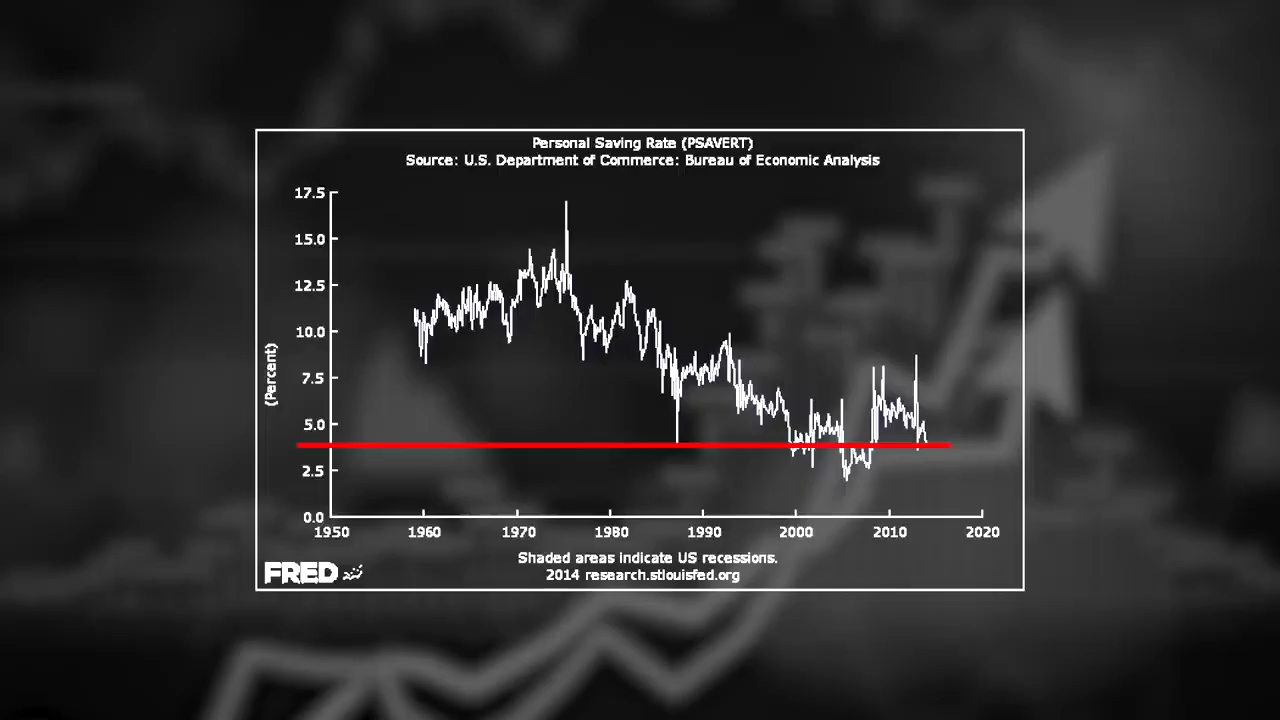 Personal Saving Rate (PSAVERT)
Source: U.S. Department of Commerce: Bureau of Economic Analysis
17.5
15.0
12.5
10.0
7.5
5.0
2.5
0.0
(Percent)
1950 1960 1970 1980 1990 2000 2010 2020
Shaded areas indicate US recessions.
2014 research.stlouisfed.org
FRED